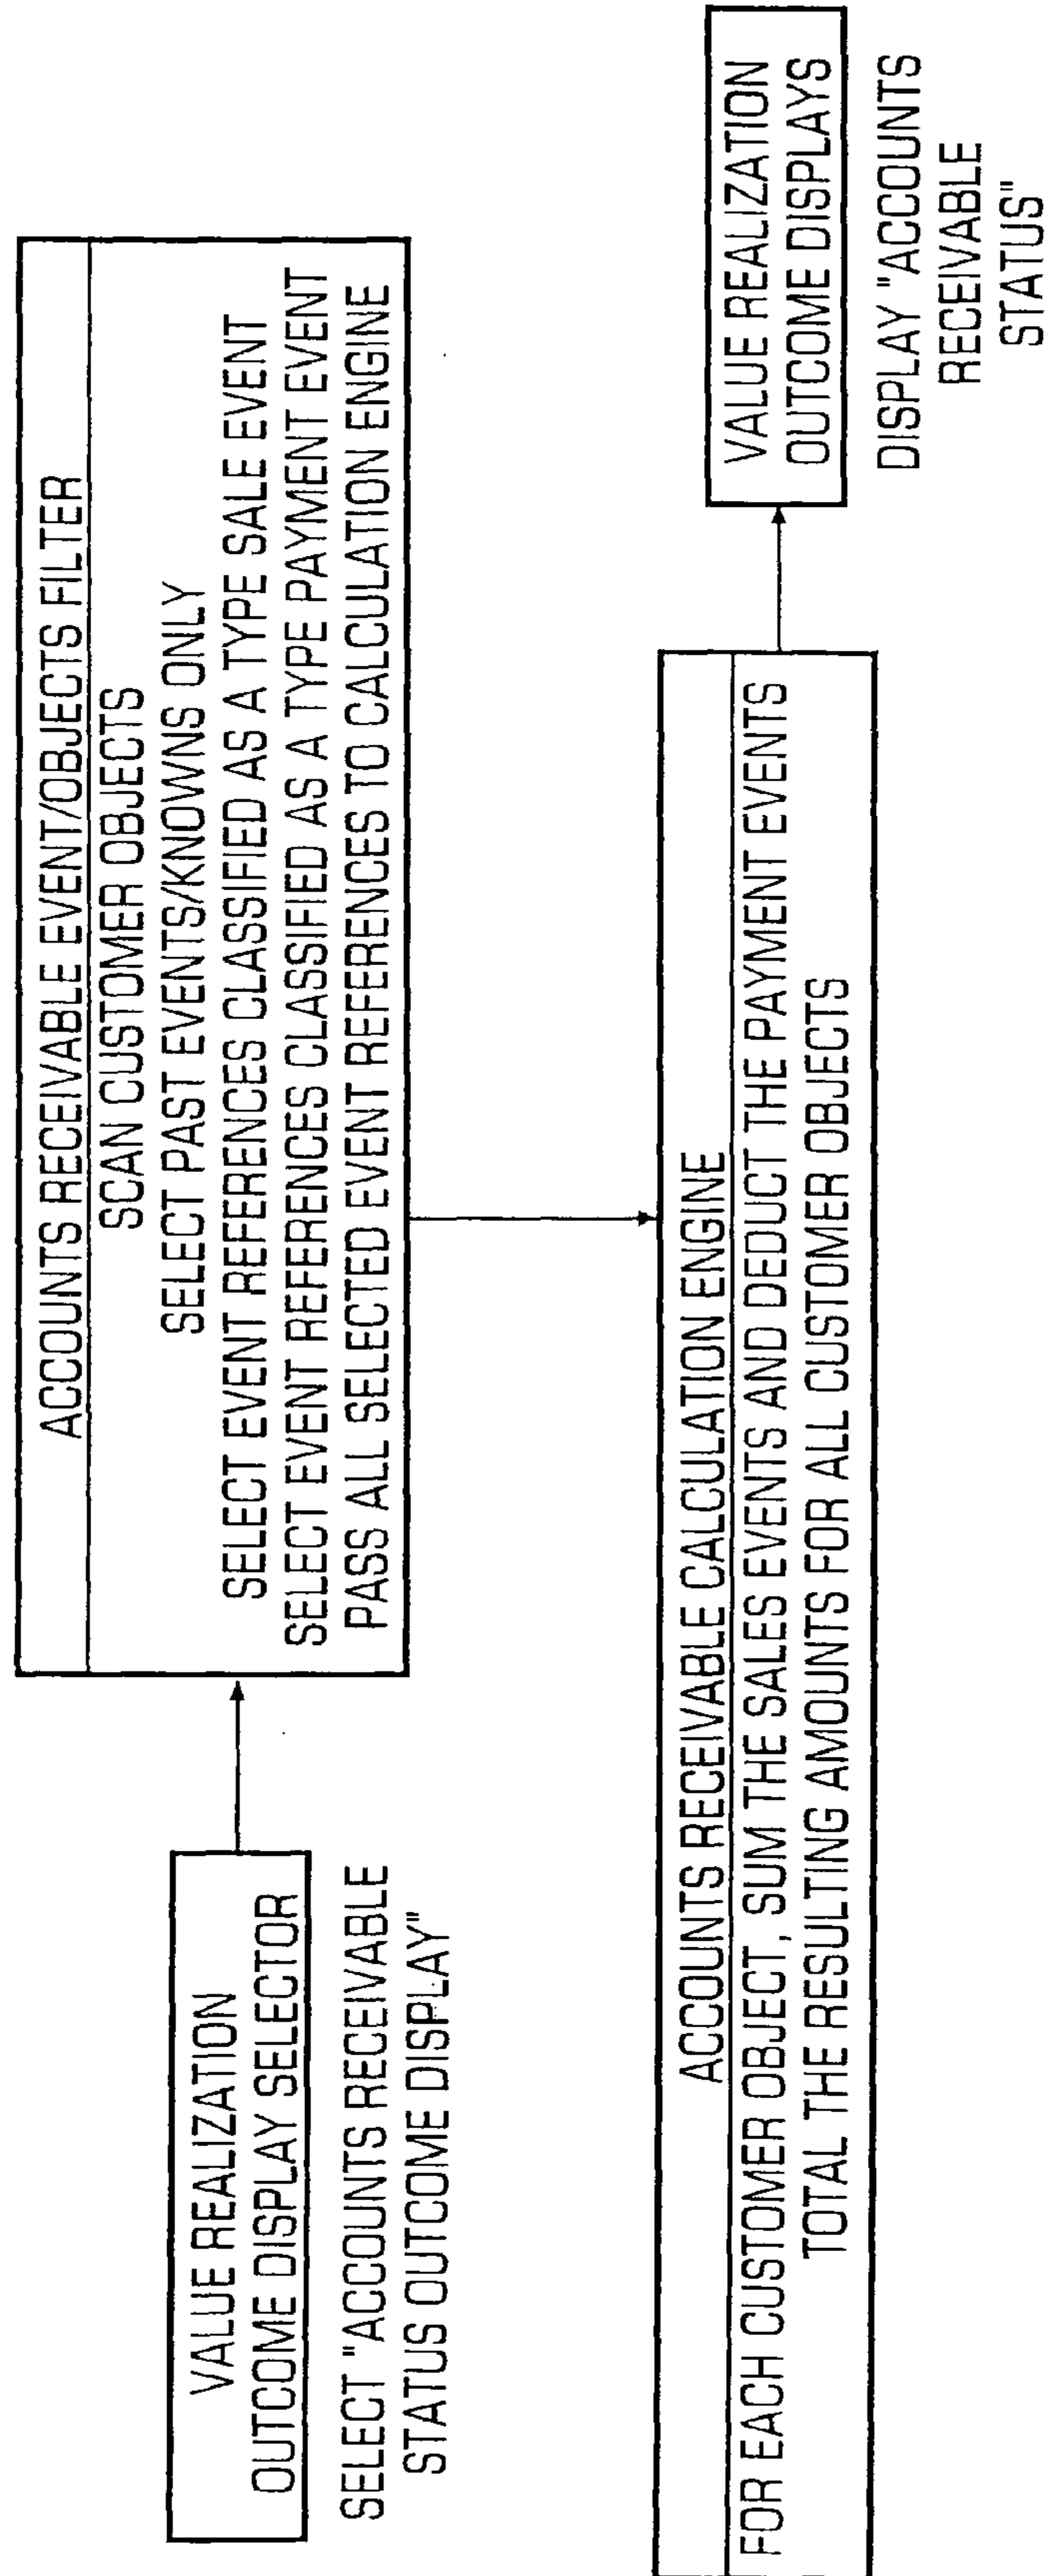 VALUE REALIZATION
OUTCOME DISPLAY SELECTOR
SELECT "ACCOUNTS RECEIVABLE
STATUS OUTCOME DISPLAY"
ACCOUNTS RECEIVABLE EVENT/OBJECTS FILTER
SCAN CUSTOMER OBJECTS
SELECT PAST EVENTS/KNOWNS ONLY
SELECT EVENT REFERENCES CLASSIFIED AS A TYPE SALE EVENT
SELECT EVENT REFERENCES CLASSIFIED AS A TYPE PAYMENT EVENT
PASS ALL SELECTED EVENT REFERENCES TO CALCULATION ENGINE
ACCOUNTS RECEIVABLE CALCULATION ENGINE
FOR EACH CUSTOMER OBJECT, SUM THE SALES EVENTS AND DEDUCT THE PAYMENT EVENTS
TOTAL THE RESULTING AMOUNTS FOR ALL CUSTOMER OBJECTS
VALUE REALIZATION
OUTCOME DISPLAYS
DISPLAY "ACCOUNTS
RECEIVABLE
STATUS"